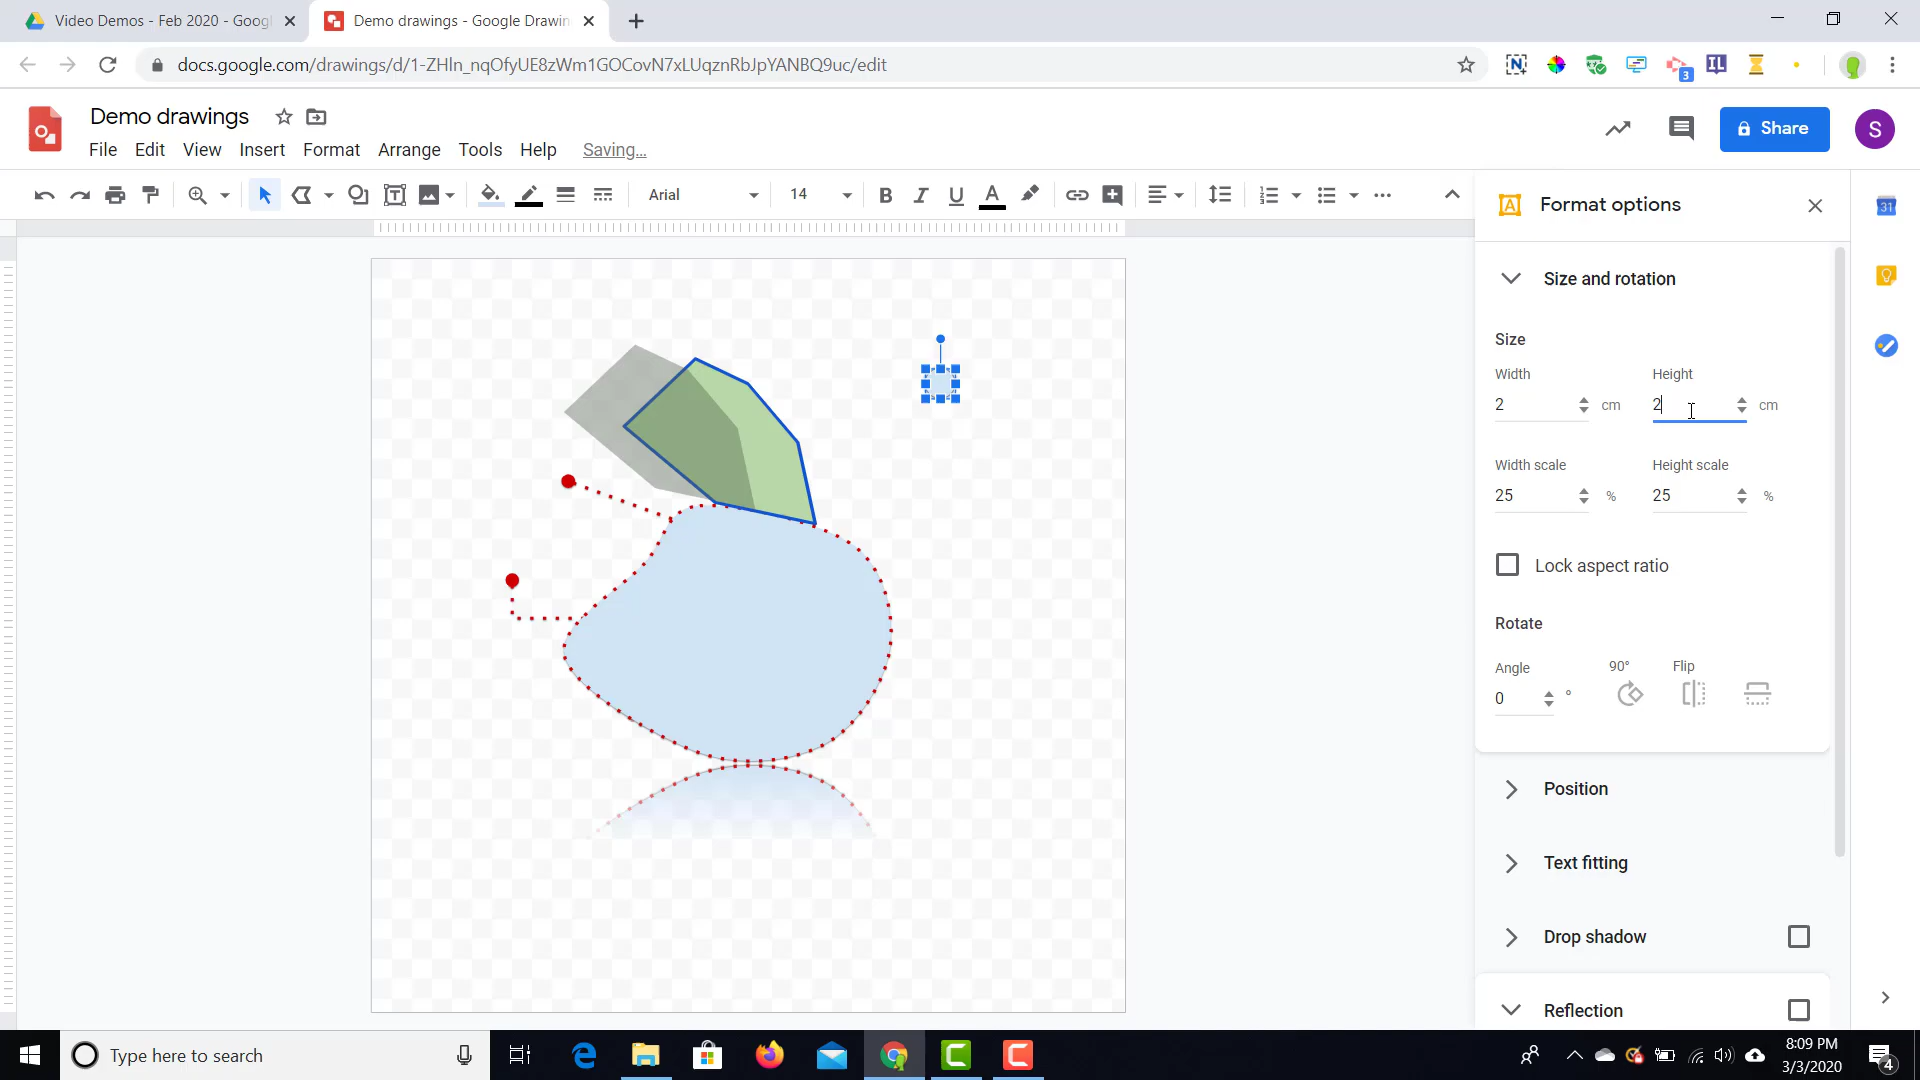 Video Demos - Feb 2020 - Googl
Demo drawings - Google Drawin
docs.google.com/drawings/d/1-ZHln_nqOfyUE8zWm1GOCovN7xLUqznRbJpYANBQ9uc/edit
3
Demo drawings
File Edit View Insert Format Arrange Tools Help Saving...
Share
S
Arial 14 B I U A
Format options
31
Size and rotation
Size
Width Height
2 cm 2 cm
Width scale Height scale
25 % 25 %
Lock aspect ratio
Rotate
Angle 90° Flip
0 °
Position
Text fitting
Drop shadow
Reflection
Type here to search
8:09 PM
3/3/2020
4